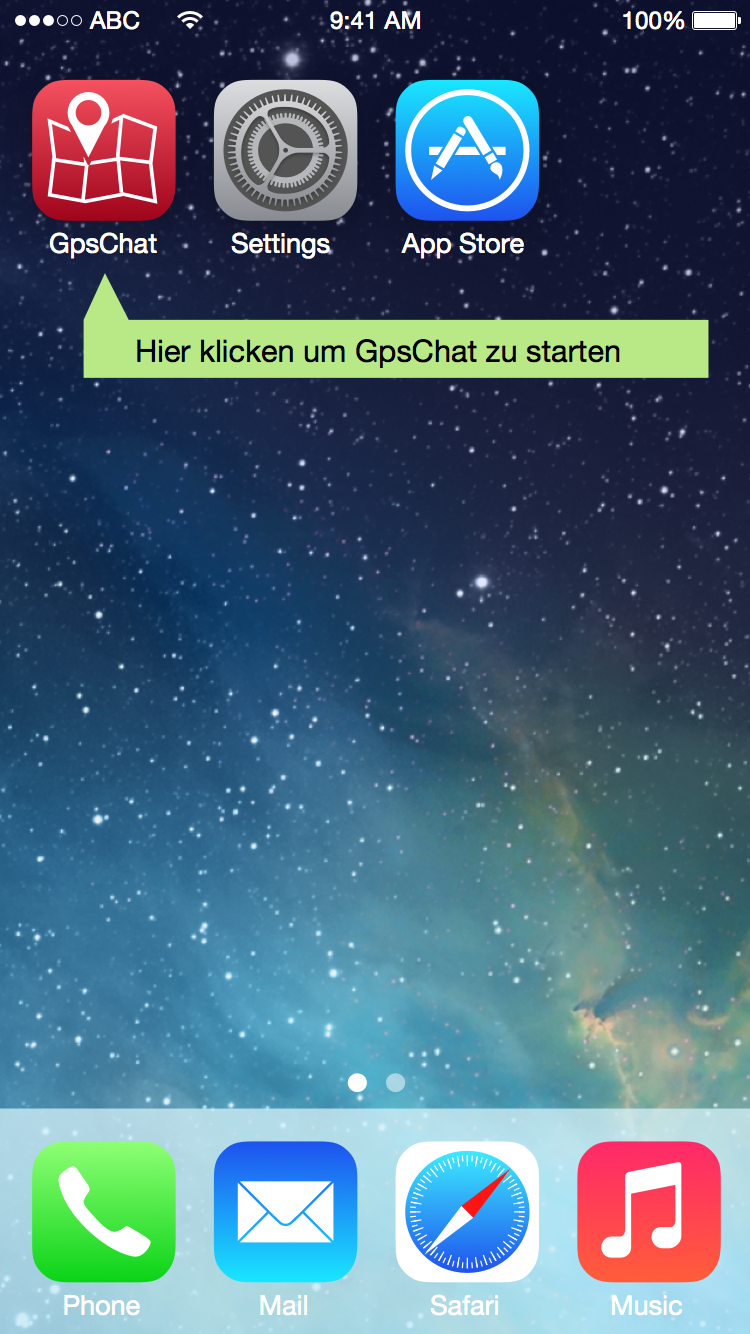 ABC 9:41 AM 100%
GpsChat Settings App Store
Hier klicken um GpsChat zu starten
Phone Mail Safari Music